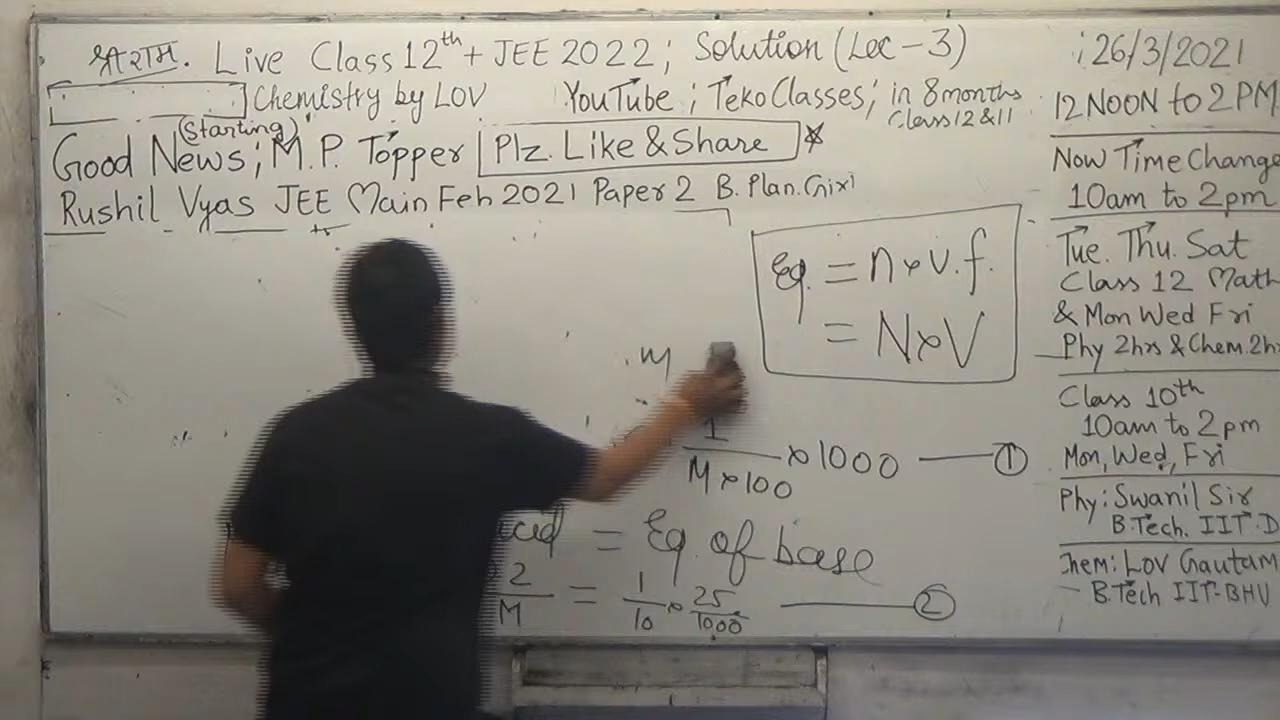 श्री राम. Live Class 12th + JEE 2022; Solution (Lec - 3)
Chemistry by LOV YouTube; TekoClasses; in 8 months
Class 12 & 11
(Starting)
Good News; M.P. Topper Plz. Like & Share
Rushil Vyas JEE Main Feb 2021 Paper 2 B. Plan.
Eq. = n × v.f.
= N × V
1
M × 100 × 1000 ①
= Eq. of base
2/M = 1/10 × 25/1000 ②
26/3/2021
12 NOON to 2 PM
Now Time Change
10am to 2pm
Tue. Thu. Sat
Class 12 Math
& Mon Wed Fri
Phy 2hrs & Chem. 2h
Class 10th
10am to 2pm
Mon, Wed, Fri
Phy: Swanil Sir
B.Tech. IIT-D
Chem: Lov Gautam
B.Tech IIT-BHU